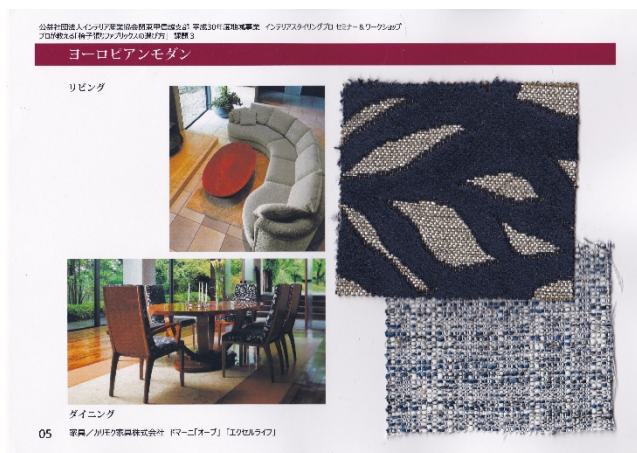 公益社団法人インテリア産業協会関東甲信越支部 平成30年度地域事業 インテリアスタイリングプロ セミナー&ワークショップ
プロが教える「椅子張りファブリックスの選び方」 課題3
ヨーロピアンモダン
リビング
ダイニング
05 家具/カリモク家具株式会社 ドマーニ「オーブ」「エクセルライフ」